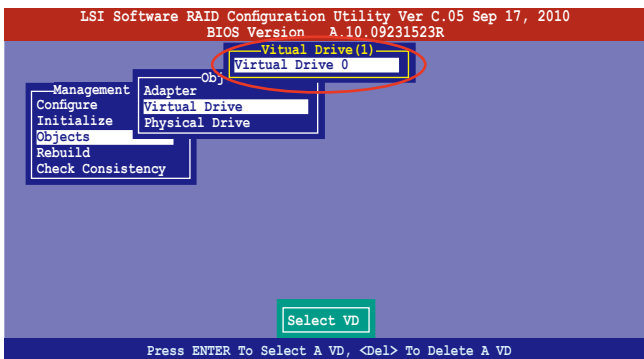 LSI Software RAID Configuration Utility Ver C.05 Sep 17, 2010
BIOS Version A.10.09231523R
Vitual Drive(1)
Virtual Drive 0
Obj
Adapter
Virtual Drive
Physical Drive
Management
Configure
Initialize
Objects
Rebuild
Check Consistency
Select VD
Press ENTER To Select A VD, <Del> To Delete A VD